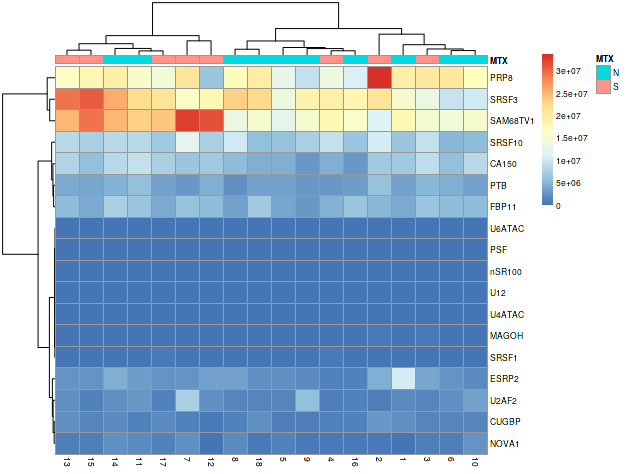 MTX
MTX
PRP8
N
SRSF3
S
SAM68TV1
SRSF10
CA150
PTB
FBP11
U6ATAC
PSF
nSR100
U12
U4ATAC
MAGOH
SRSF1
ESRP2
U2AF2
CUGBP
NOVA1
3e+07
2.5e+07
2e+07
1.5e+07
1e+07
5e+06
0
13 15 14 11 17 7 12 8 18 5 9 4 16 2 1 3 6 10